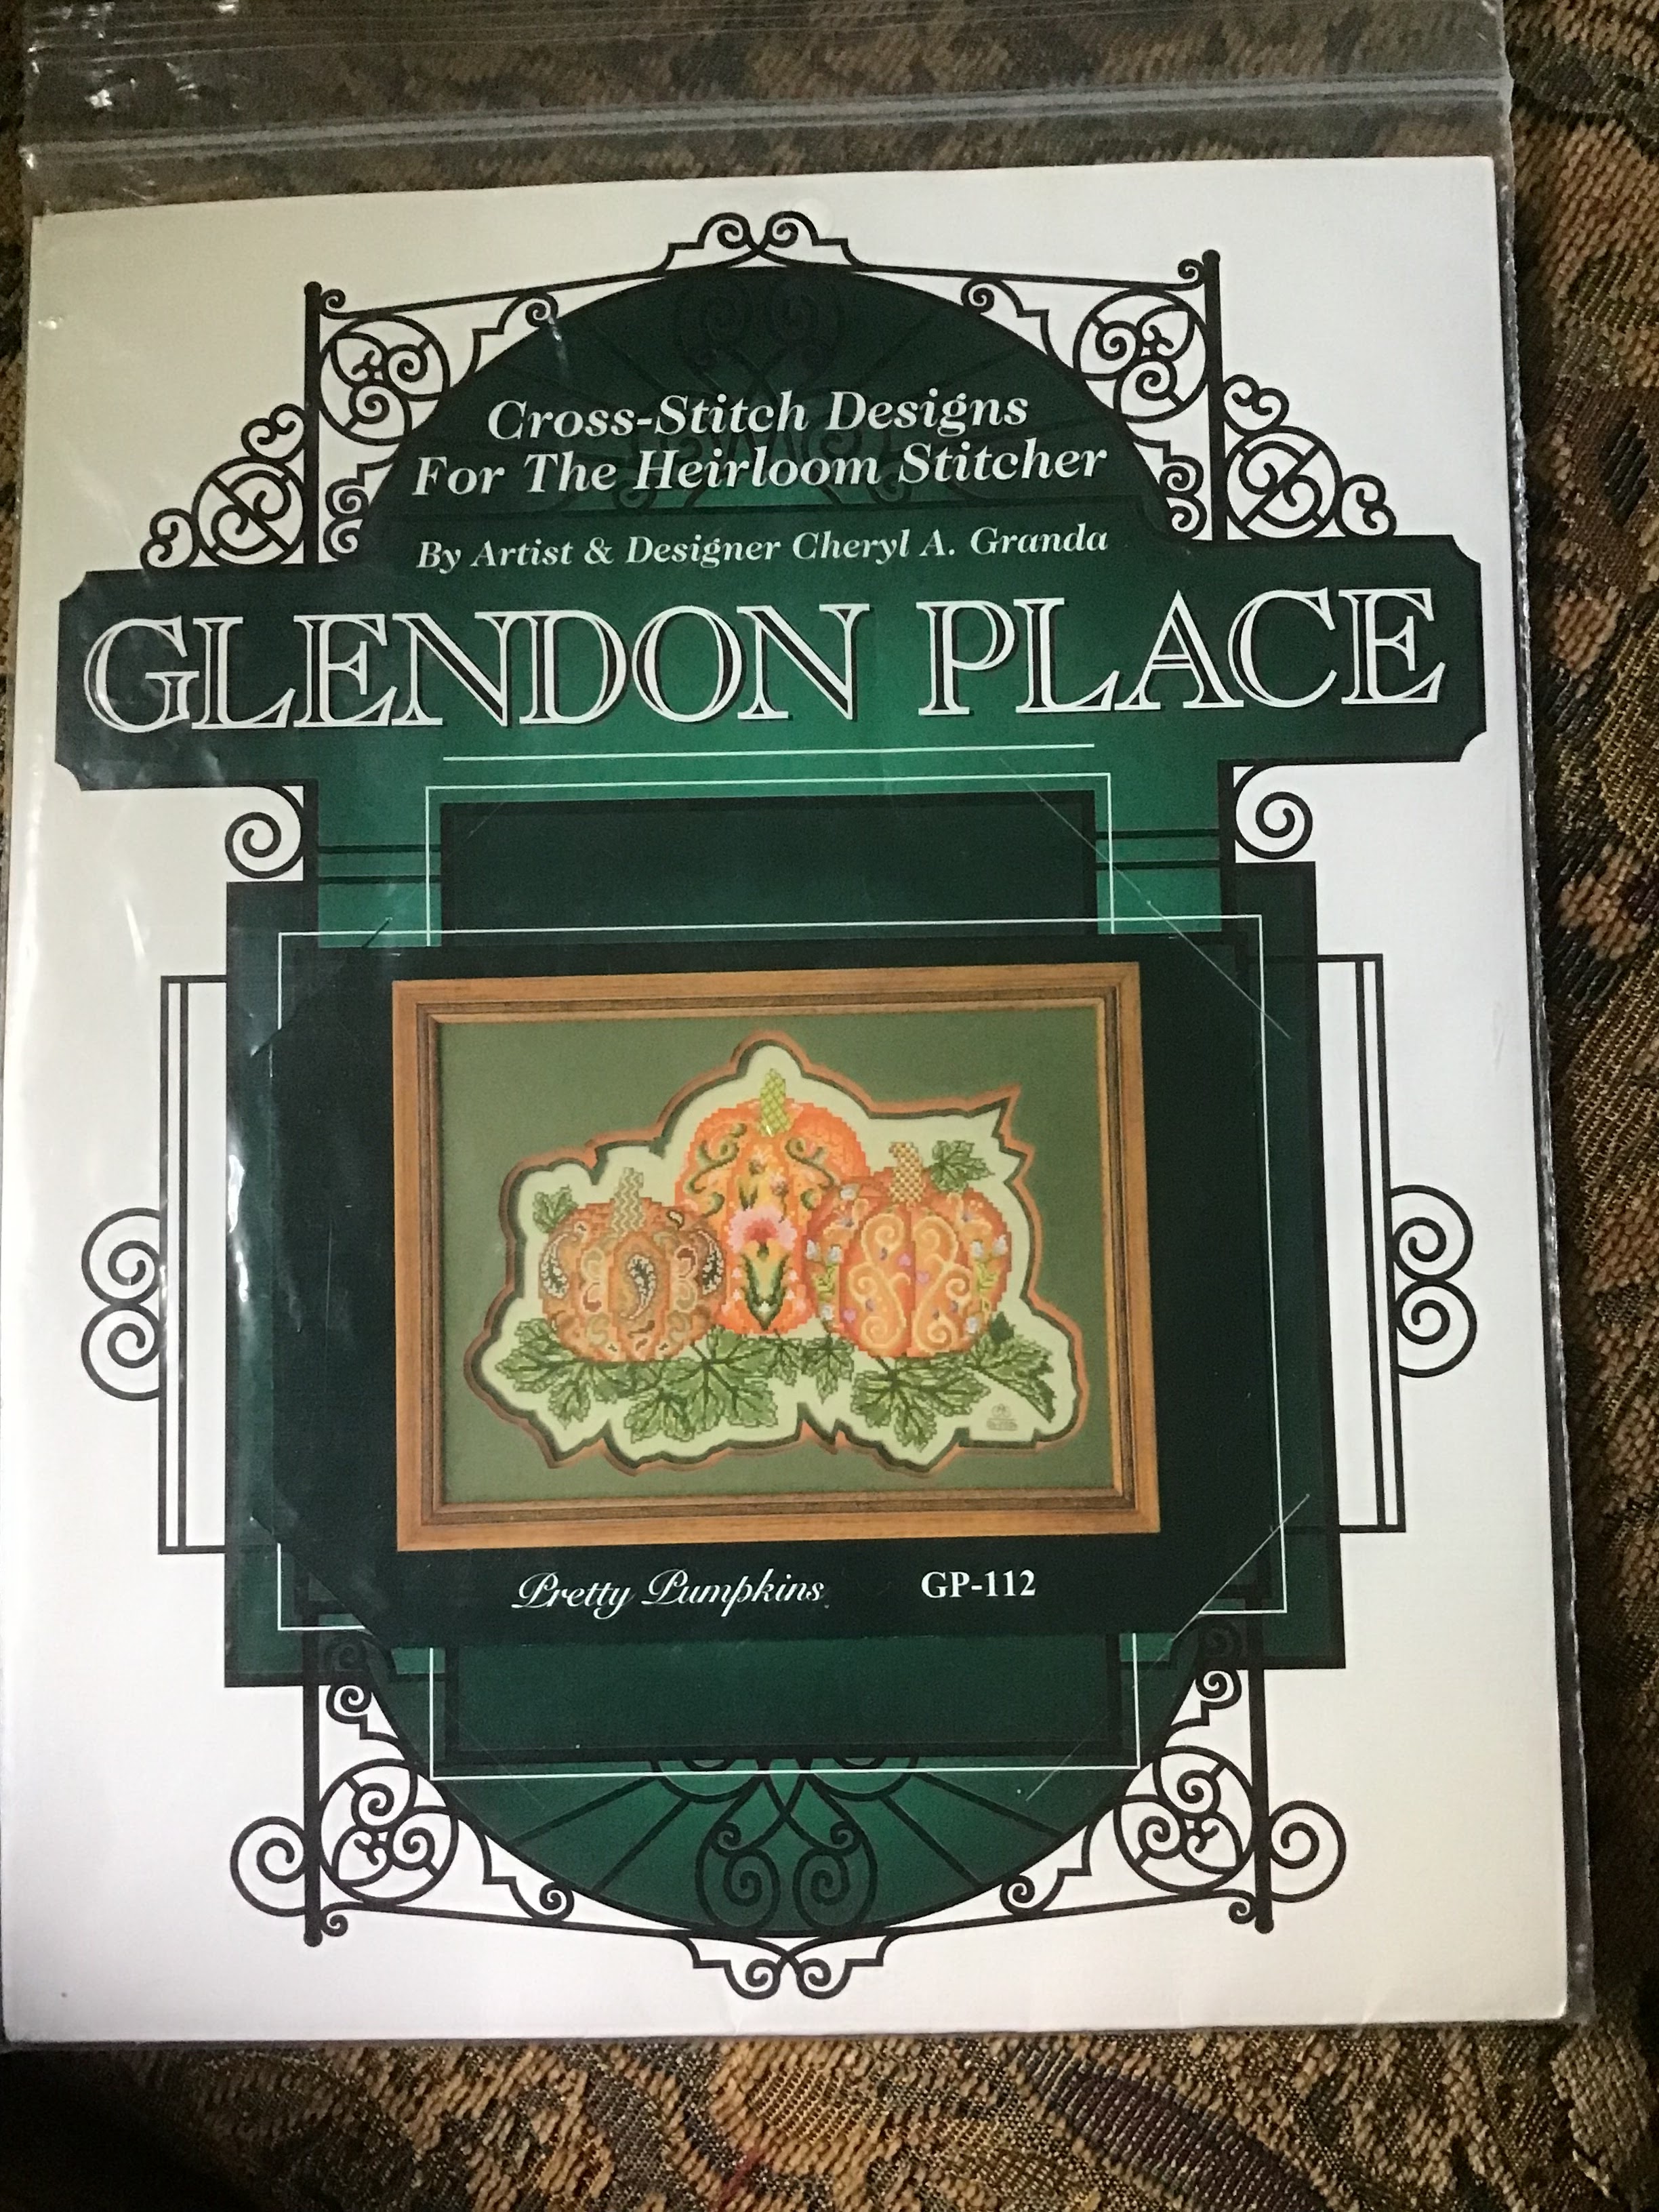 Cross-Stitch Designs
For The Heirloom Stitcher
By Artist & Designer Cheryl A. Granda
GLENDON PLACE
Pretty Pumpkins GP-112